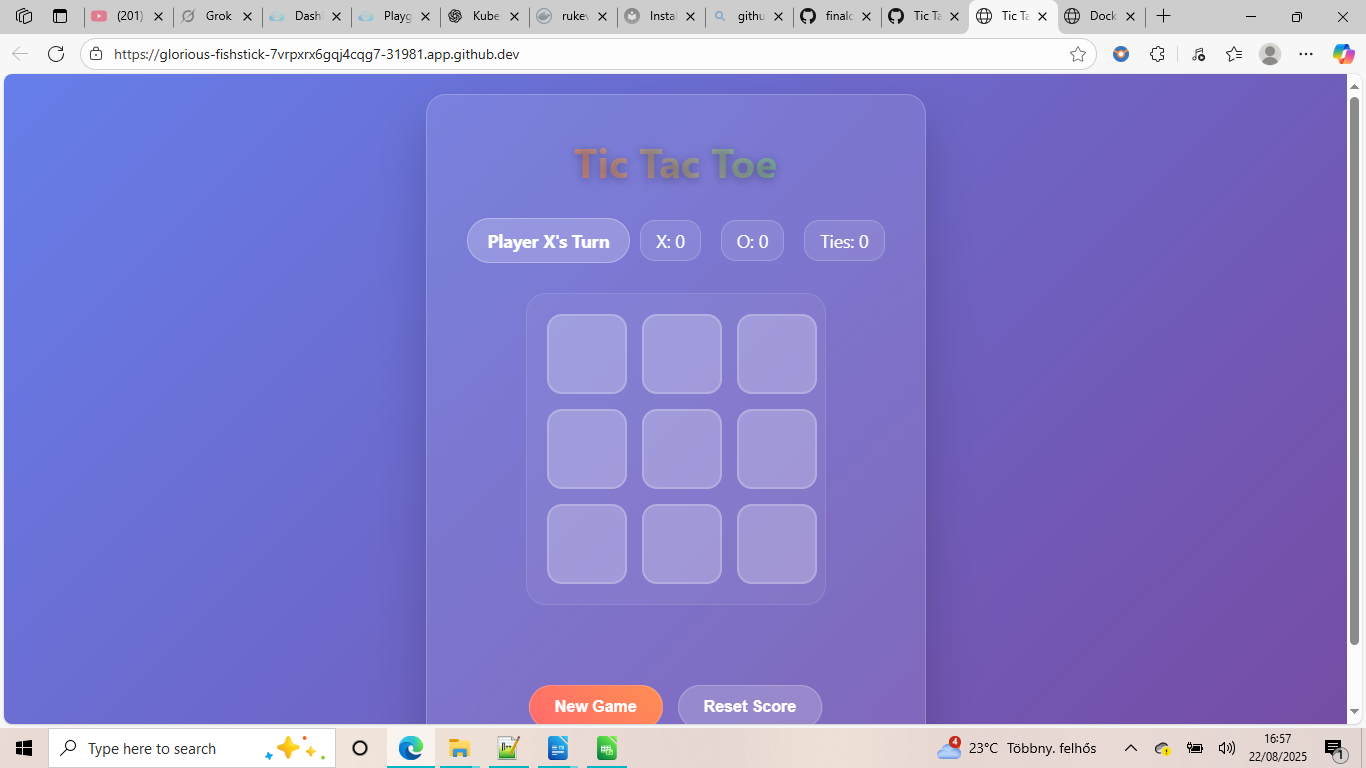 (201)
Grok
Dashl
Playg
Kube
rukev
Instal
githu
finalc
Tic Ta
Tic Ta
Dock
https://glorious-fishstick-7vrpxrx6gqj4cqg7-31981.app.github.dev
Tic Tac Toe
Player X's Turn
X: 0
O: 0
Ties: 0
New Game
Reset Score
Type here to search
4
23°C Többny. felhős
16:57
22/08/2025
1